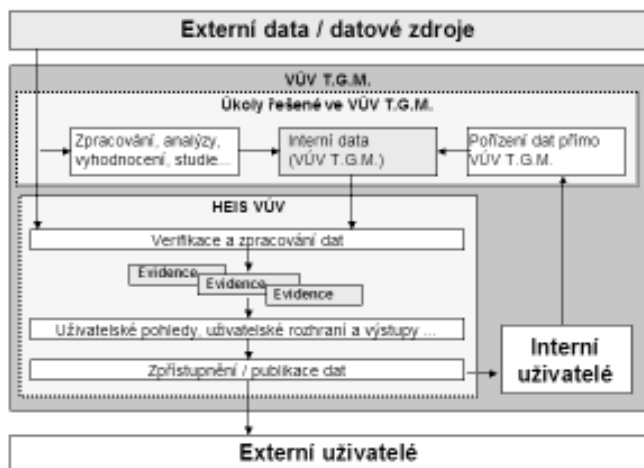 Externí data / datové zdroje
VÚV T.G.M.
Úkoly řešené ve VÚV T.G.M.
Zpracování, analýzy,
vyhodnocení, studie...
Interní data
(VÚV T.G.M.)
Pořízení dat přímo
VÚV T.G.M.
HEIS VÚV
Verifikace a zpracování dat
Evidence
Evidence
Evidence
Uživatelské pohledy, uživatelské rozhraní a výstupy ...
Zpřístupnění / publikace dat
Interní
uživatelé
Externí uživatelé